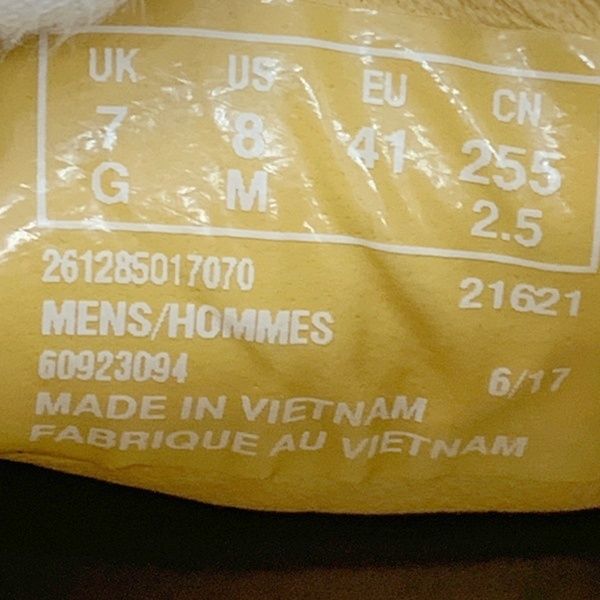 UK US EU CN
7 8 41 255
G M 2.5
261285017070 21621
MENS/HOMMES
60923094 6/17
MADE IN VIETNAM
FABRIQUE AU VIETNAM